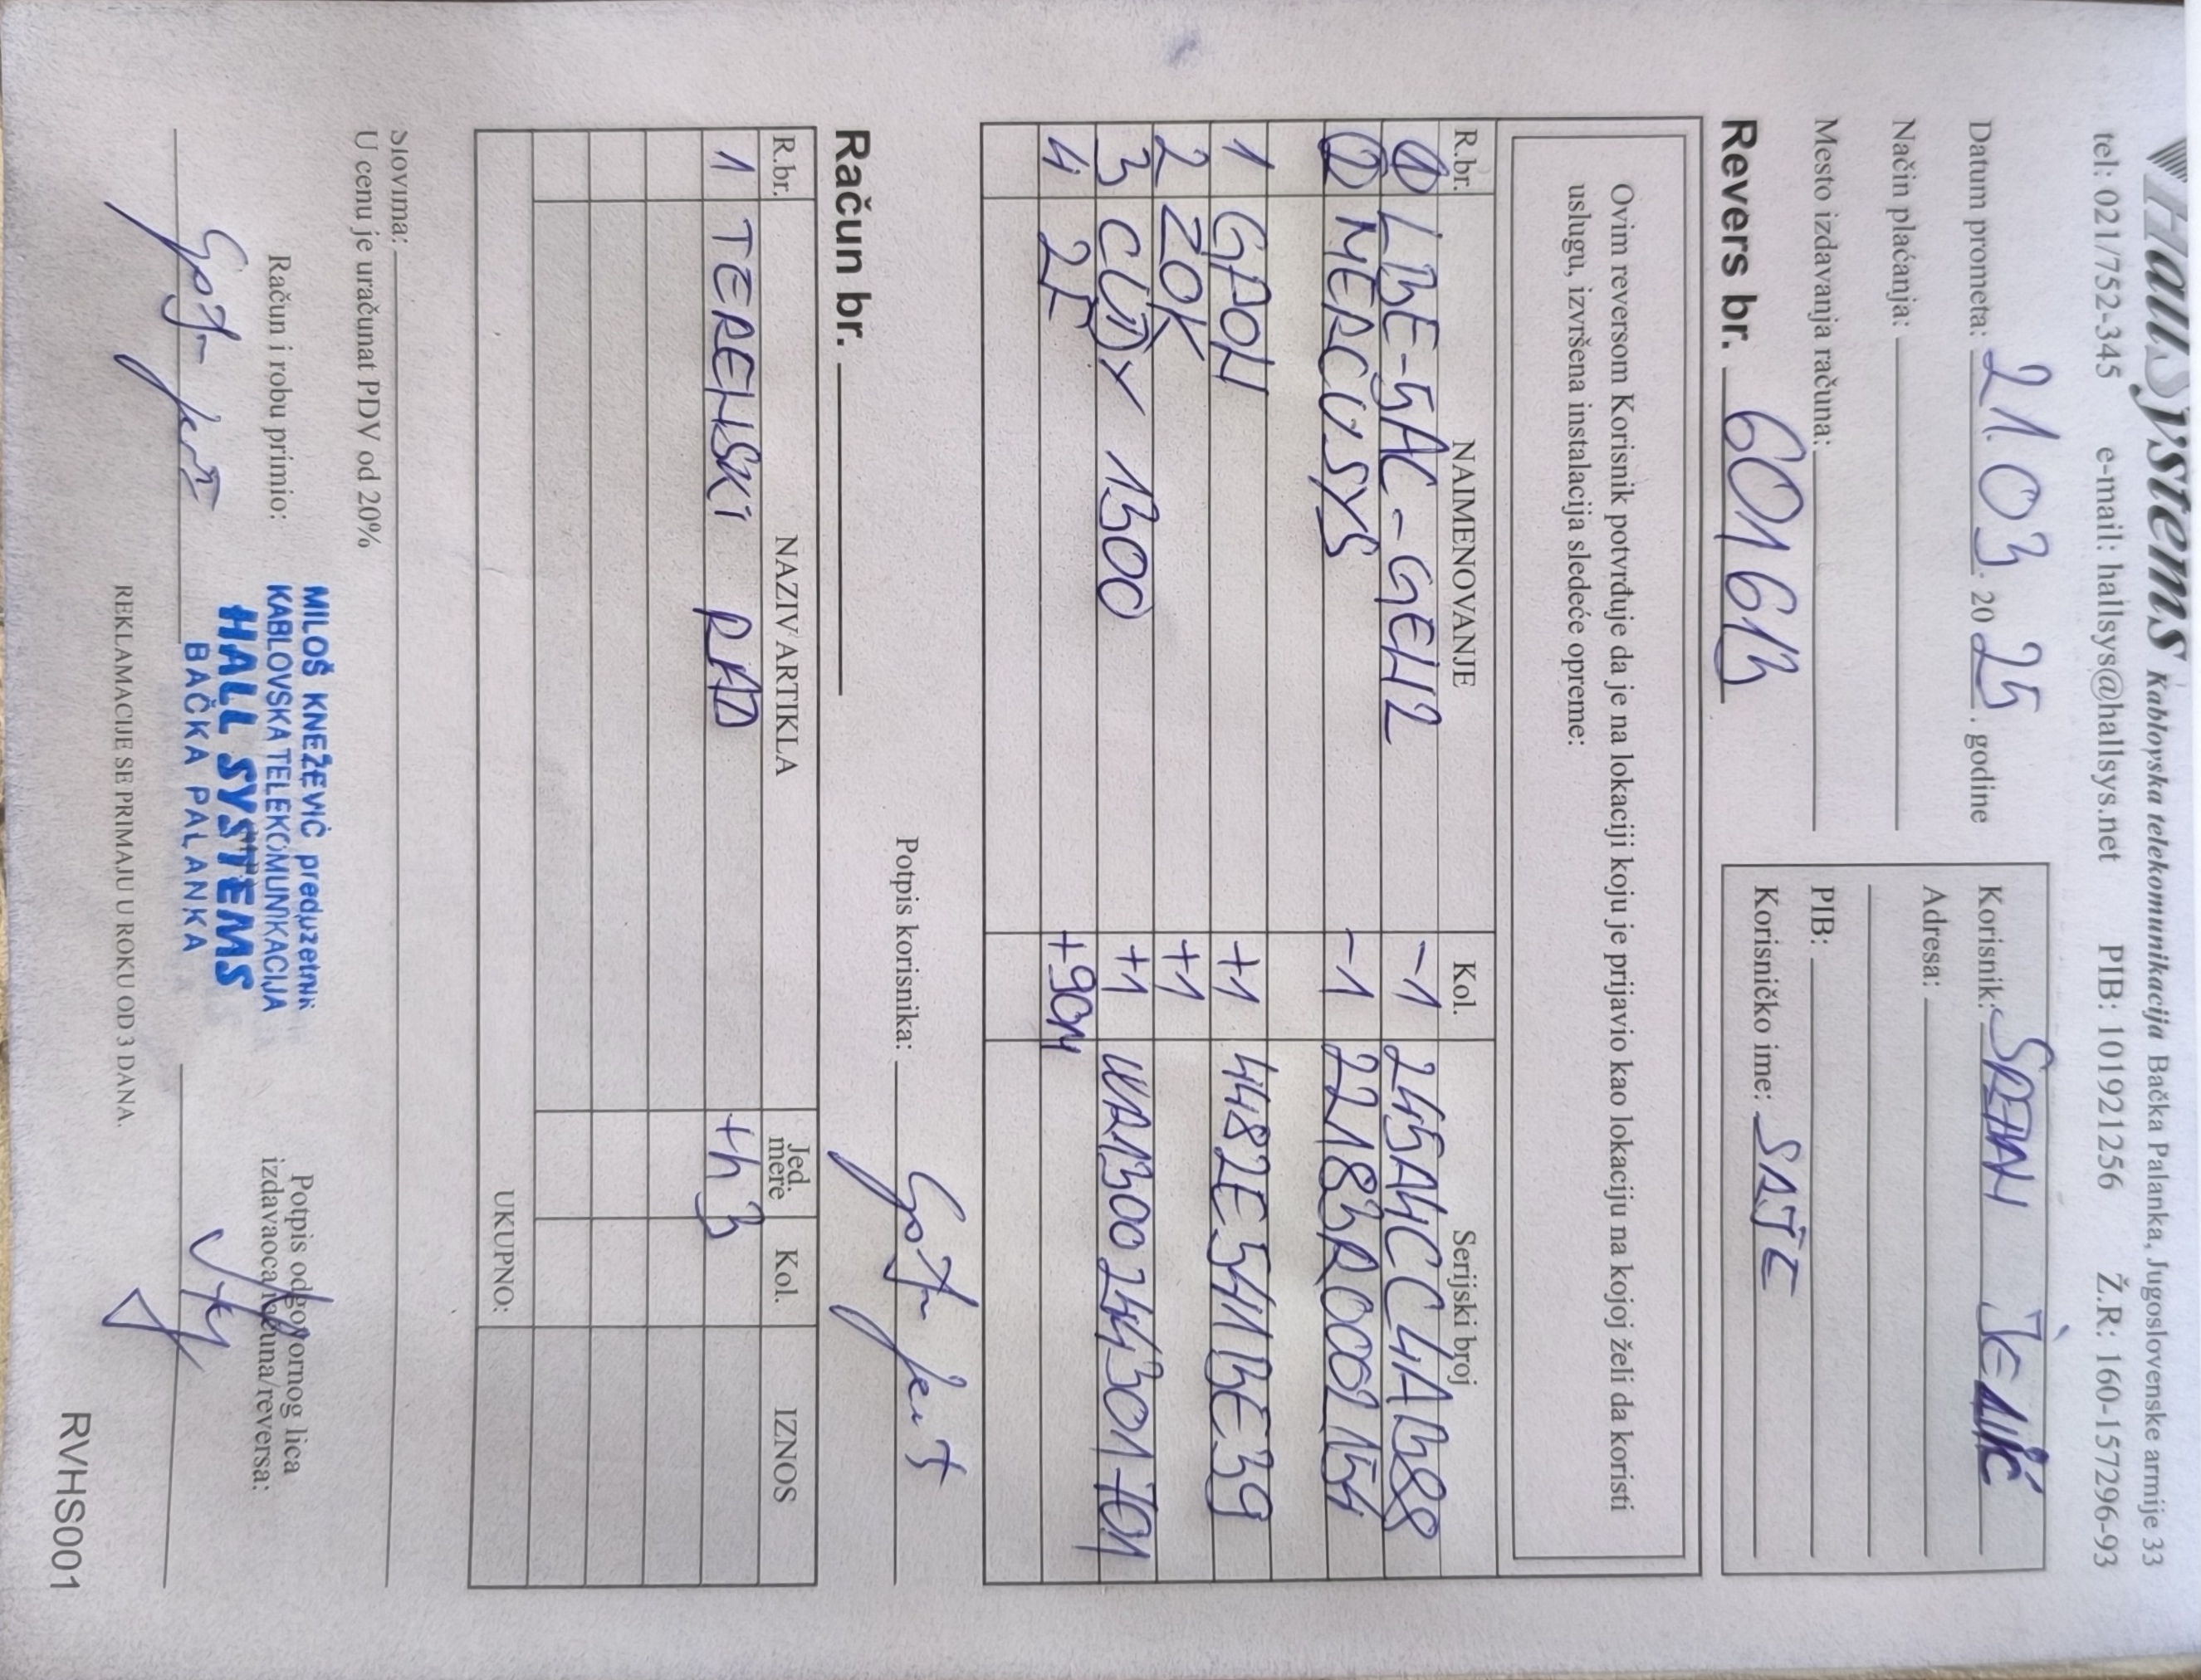 HallSystems Kablovska telekomunikacija Bačka Palanka, Jugoslovenske armije 33
tel: 021/752-345 e-mail: hallsys@hallsys.net PIB: 101921256 Ž.R: 160-157296-93
Datum prometa: 21.03.2025. godine
Način plaćanja:
Mesto izdavanja računa:
Revers br. 601613
Korisnik: SRĐAN
Adresa:
PIB:
Korisničko ime:
Ovim reversom Korisnik potvrđuje da je na lokaciji koju je prijavio kao lokaciju na kojoj želi da koristi
uslugu, izvršena instalacija sledeće opreme:
R.br. NAIMENOVANJE Kol. Serijski broj
1 LBE-5AC-GEN2 -1 245A4CC4AB88
2 MERCUSYS -1 22183R0002154
1 GPON +1 4482E5411BE39
2 ZOK +1
3 CUDY 1300 +1 WR1300244301701
4 2F +90M
Potpis korisnika:
Račun br.
R.br. NAZIV ARTIKLA Jed. mere Kol. IZNOS
1 TERENSKI RAD +h 3
UKUPNO:
Slovima:
U cenu je uračunat PDV od 20%
Račun i robu primio:
MILOŠ KNEŽEVIĆ preduzetnik
KABLOVSKA TELEKOMUNIKACIJA
HALL SYSTEMS
BAČKA PALANKA
Potpis odgovornog lica
izdavaoca računa/reversa:
REKLAMACIJE SE PRIMAJU U ROKU OD 3 DANA.
RVHS001